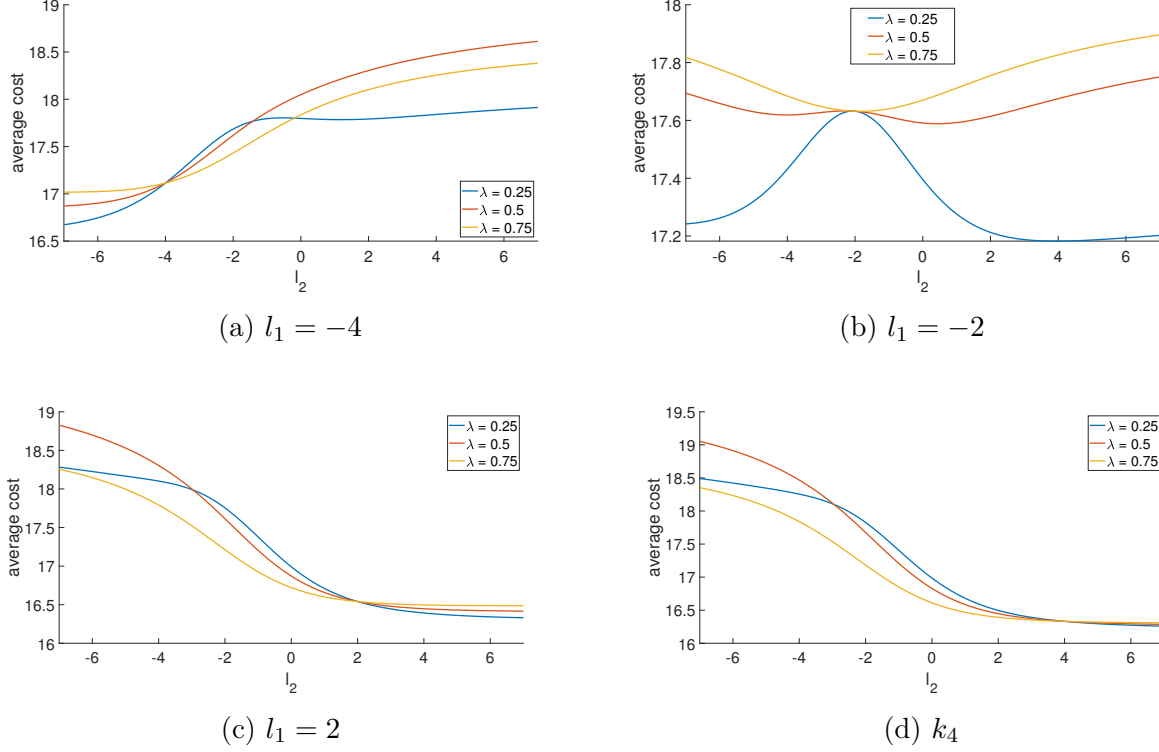 19
18.5
18
17.5
17
16.5
average cost
-6 -4 -2 0 2 4 6
l2
λ = 0.25
λ = 0.5
λ = 0.75
(a) l1 = −4
18
17.8
17.6
17.4
17.2
average cost
-6 -4 -2 0 2 4 6
l2
λ = 0.25
λ = 0.5
λ = 0.75
(b) l1 = −2
19
18.5
18
17.5
17
16.5
16
average cost
-6 -4 -2 0 2 4 6
l2
λ = 0.25
λ = 0.5
λ = 0.75
(c) l1 = 2
19.5
19
18.5
18
17.5
17
16.5
16
average cost
-6 -4 -2 0 2 4 6
l2
λ = 0.25
λ = 0.5
λ = 0.75
(d) k4